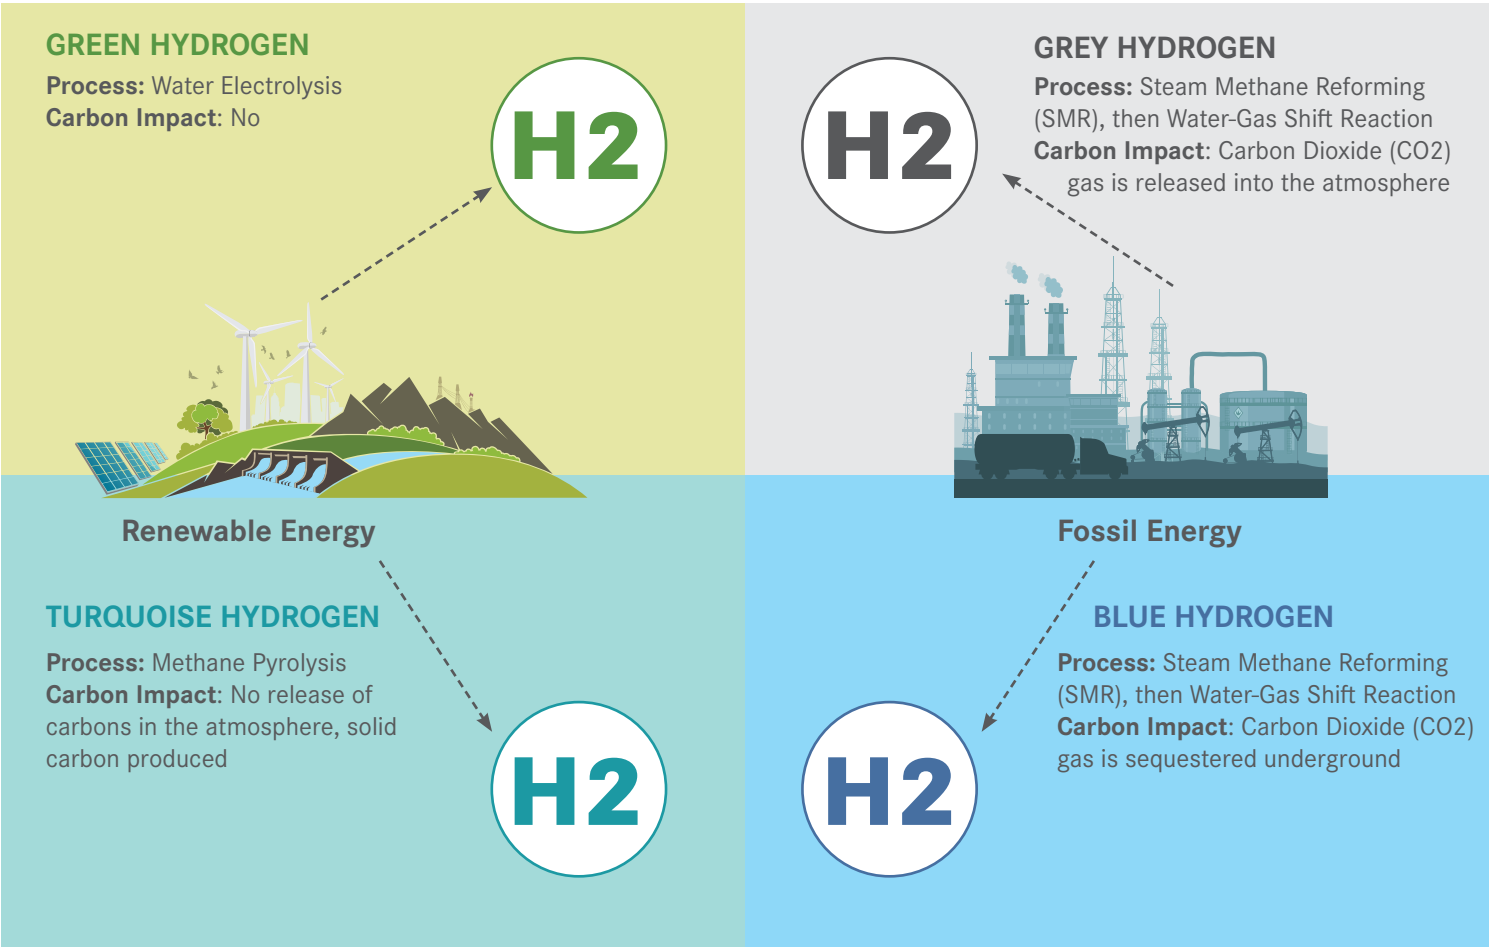 GREEN HYDROGEN
Process: Water Electrolysis
Carbon Impact: No
H2
GREY HYDROGEN
Process: Steam Methane Reforming
(SMR), then Water-Gas Shift Reaction
Carbon Impact: Carbon Dioxide (CO2)
gas is released into the atmosphere
H2
Renewable Energy
Fossil Energy
TURQUOISE HYDROGEN
Process: Methane Pyrolysis
Carbon Impact: No release of
carbons in the atmosphere, solid
carbon produced
H2
BLUE HYDROGEN
Process: Steam Methane Reforming
(SMR), then Water-Gas Shift Reaction
Carbon Impact: Carbon Dioxide (CO2)
gas is sequestered underground
H2